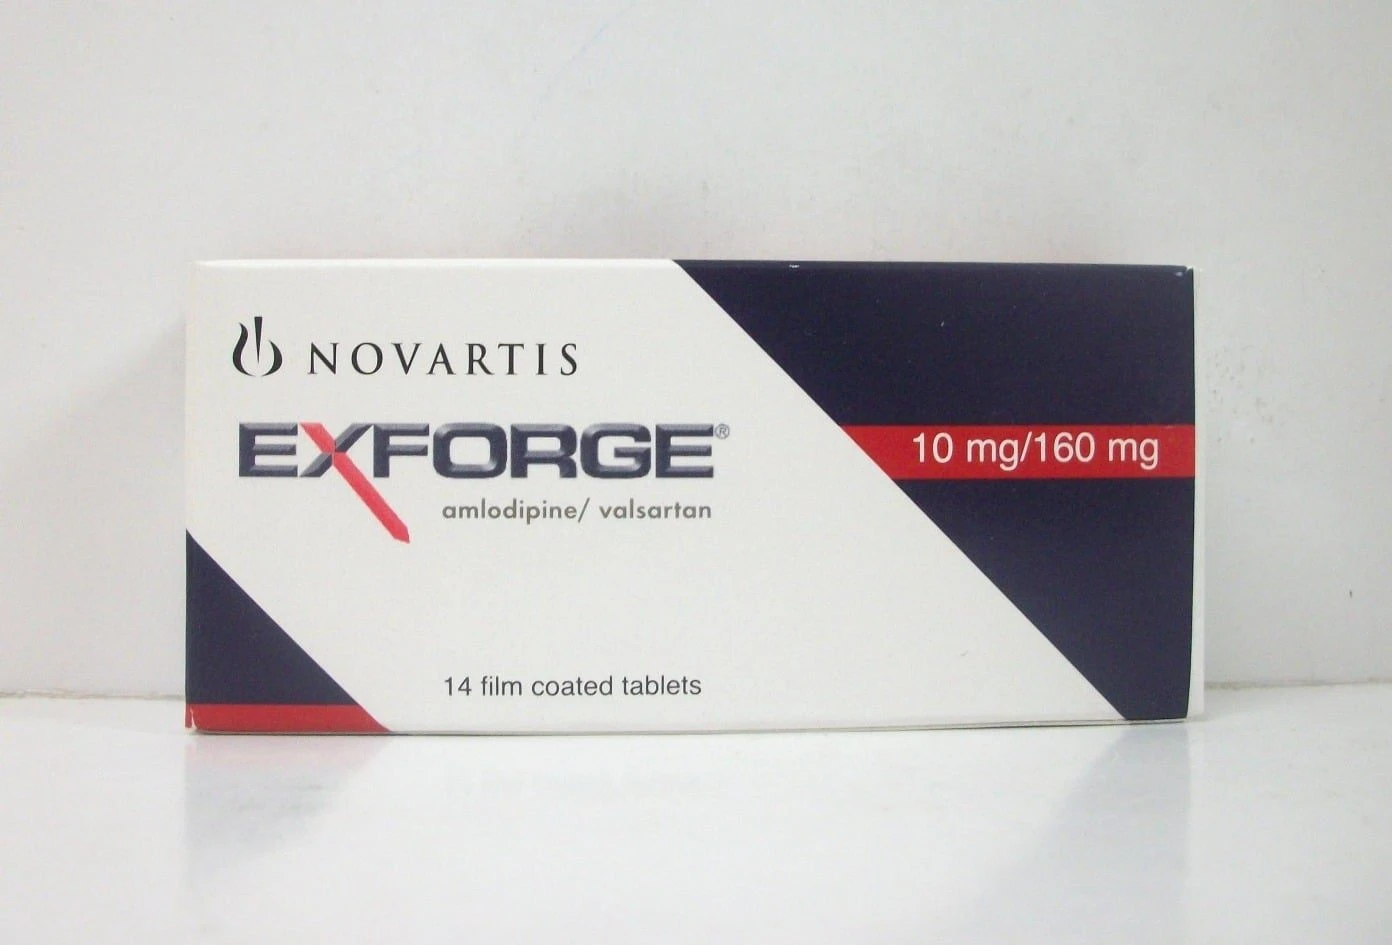 NOVARTIS
EXFORGE®
amlodipine/ valsartan
10 mg/160 mg
14 film coated tablets